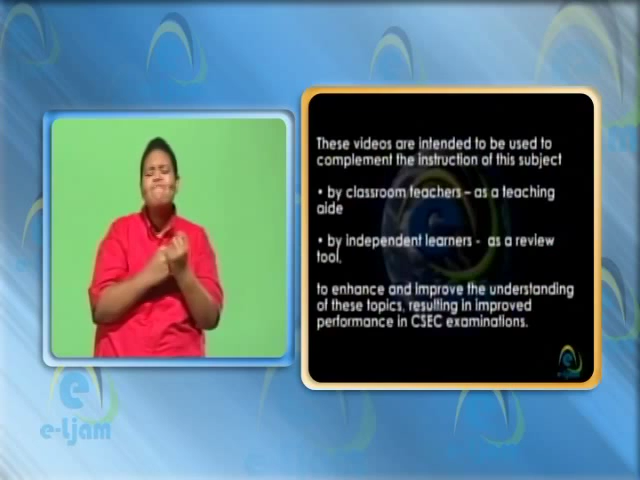 These videos are intended to be used to
complement the instruction of this subject
• by classroom teachers – as a teaching
aide
• by independent learners - as a review
tool,
to enhance and improve the understanding
of these topics, resulting in improved
performance in CSEC examinations.
e-ljam
e
e-Ljam